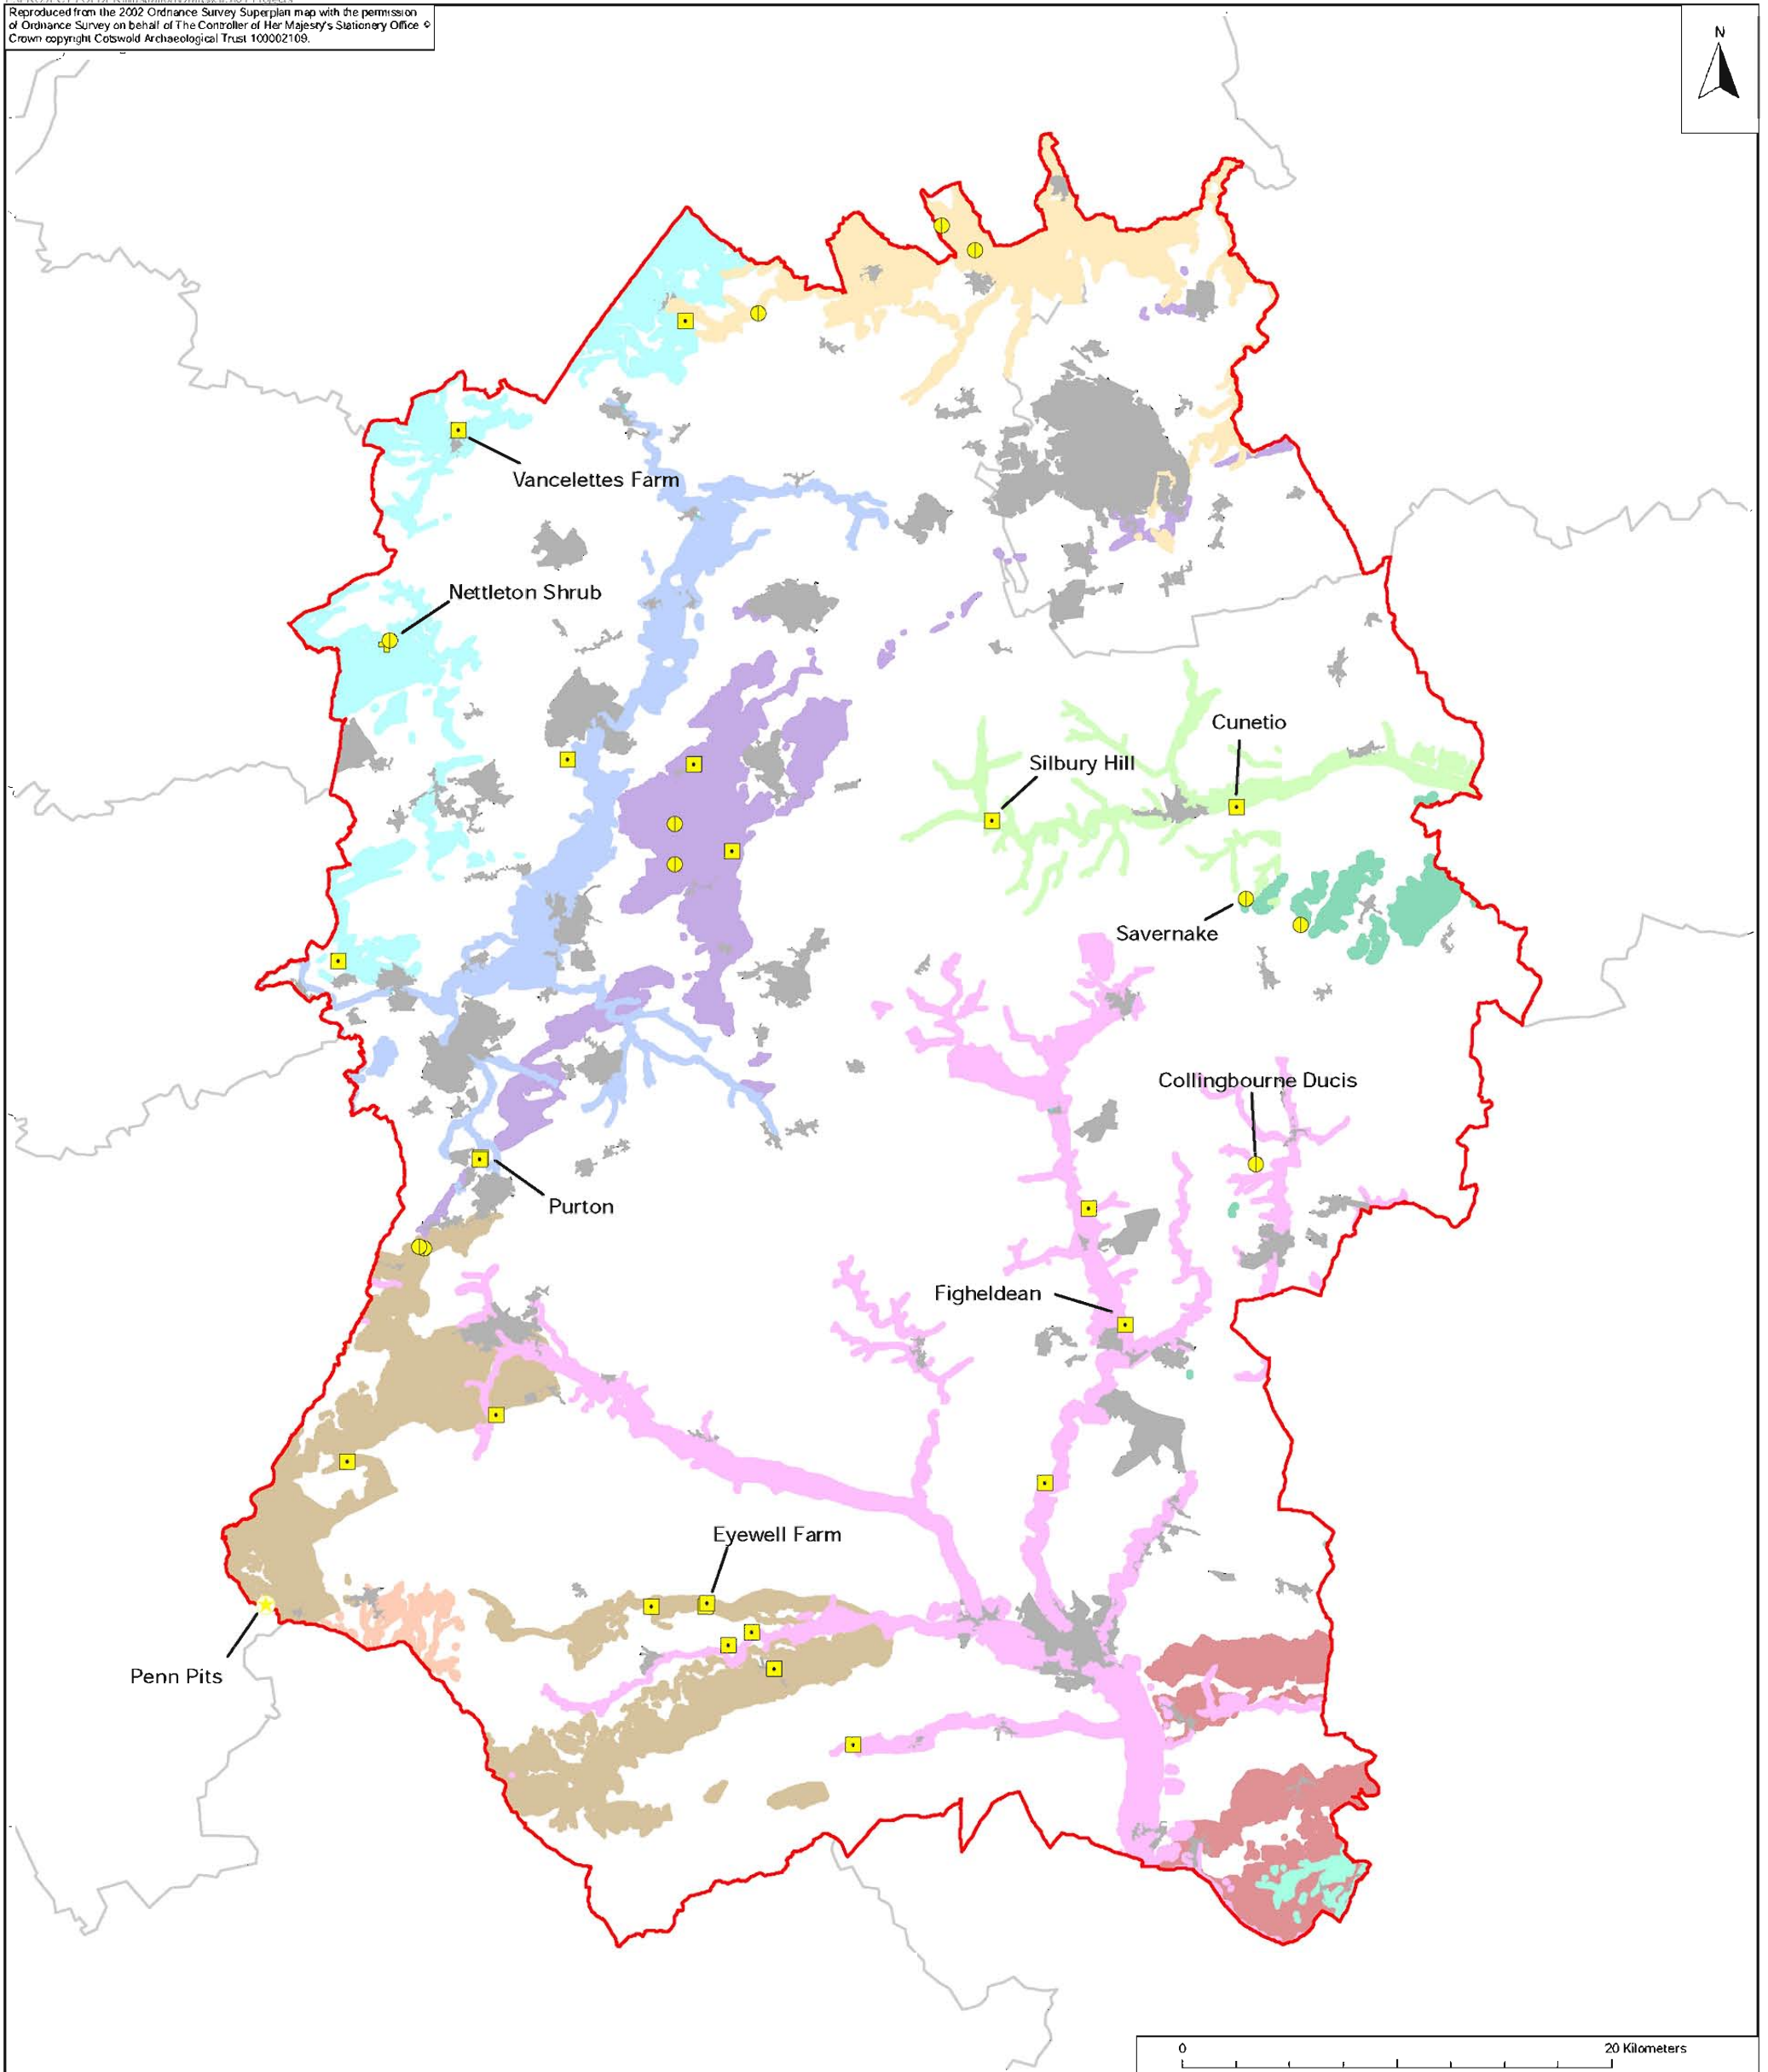 Reproduced from the 2002 Ordnance Survey Superplan map with the permission
of Ordnance Survey on behalf of The Controller of Her Majesty's Stationery Office ©
Crown copyright Cotswold Archaeological Trust 100002109.
N
Vancelettes Farm
Nettleton Shrub
Cunetio
Silbury Hill
Savernake
Collingbourne Ducis
Purton
Figheldean
Eyewell Farm
Penn Pits
0 20 Kilometers